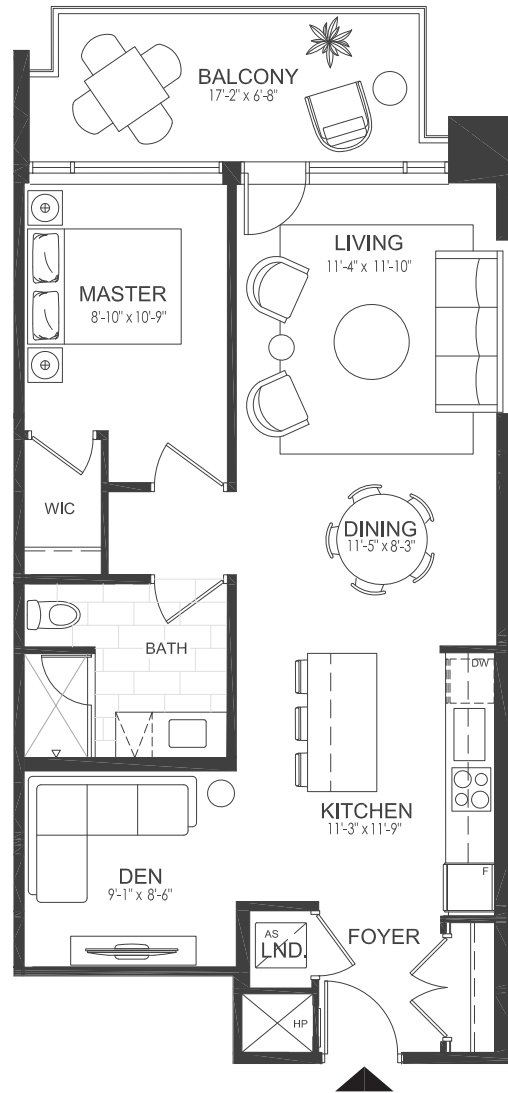 BALCONY
17'-2" x 6'-8"
LIVING
11'-4" x 11'-10"
MASTER
8'-10" x 10'-9"
WIC
DINING
11'-5" x 8'-3"
BATH
DW
KITCHEN
11'-3" x 11'-9"
F
DEN
9'-1" x 8'-6"
AS
LND.
FOYER
HP